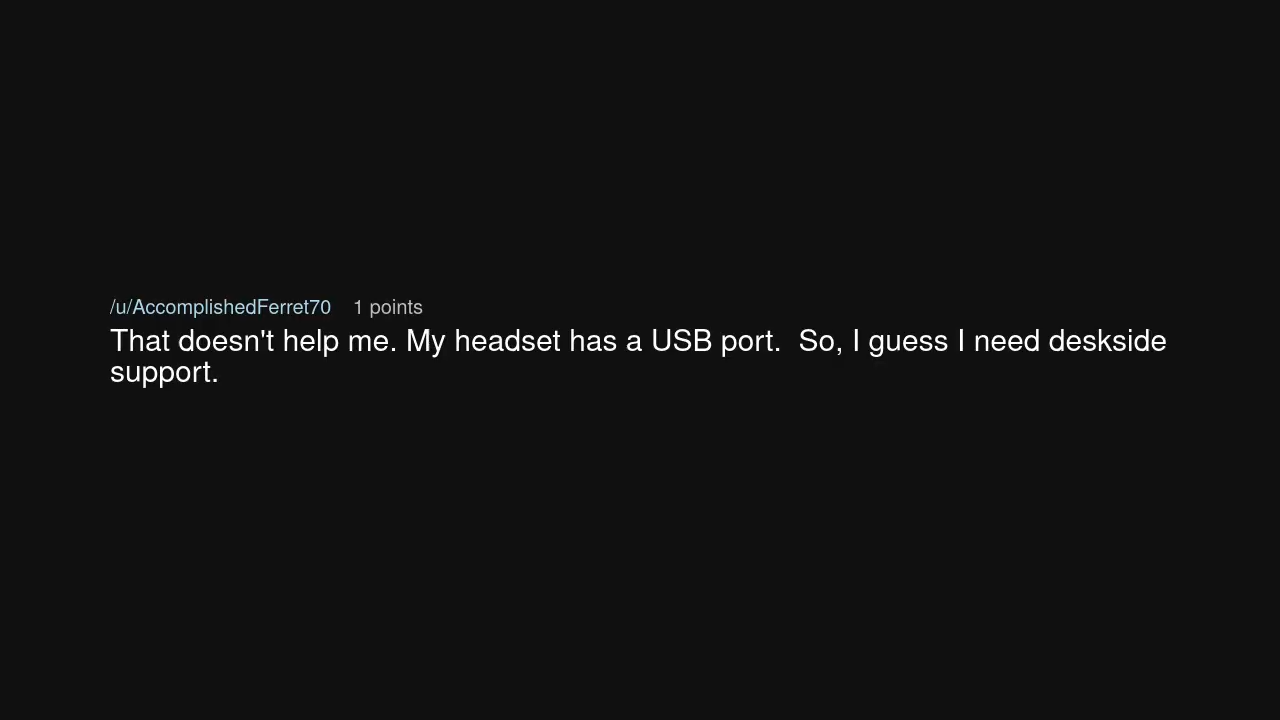 /u/AccomplishedFerret70 1 points
That doesn't help me. My headset has a USB port.  So, I guess I need deskside
support.